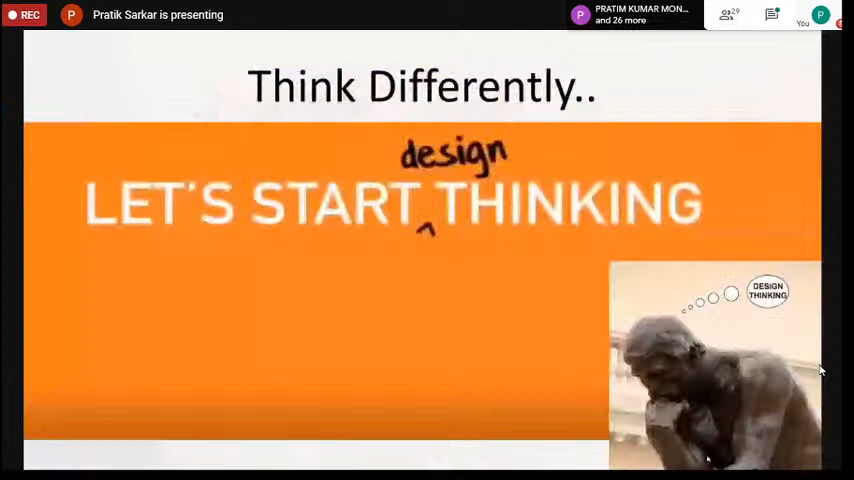 REC
P
Pratik Sarkar is presenting
P
PRATIM KUMAR MON...
and 26 more
29
You
P
Think Differently..
design
LET'S START ^ THINKING
DESIGN
THINKING